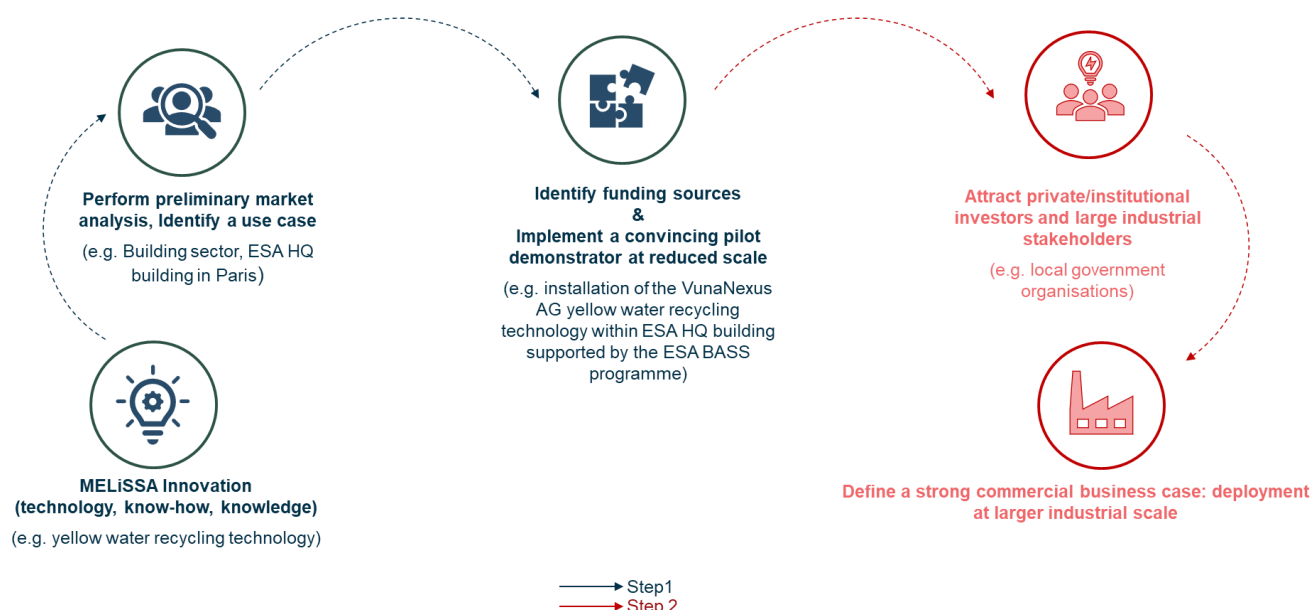 Perform preliminary market
analysis, Identify a use case
(e.g. Building sector, ESA HQ
building in Paris)
Identify funding sources
&
Implement a convincing pilot
demonstrator at reduced scale
(e.g. installation of the VunaNexus
AG yellow water recycling
technology within ESA HQ building
supported by the ESA BASS
programme)
Attract private/institutional
investors and large industrial
stakeholders
(e.g. local government
organisations)
MELiSSA Innovation
(technology, know-how, knowledge)
(e.g. yellow water recycling technology)
Define a strong commercial business case: deployment
at larger industrial scale
Step1
Step 2